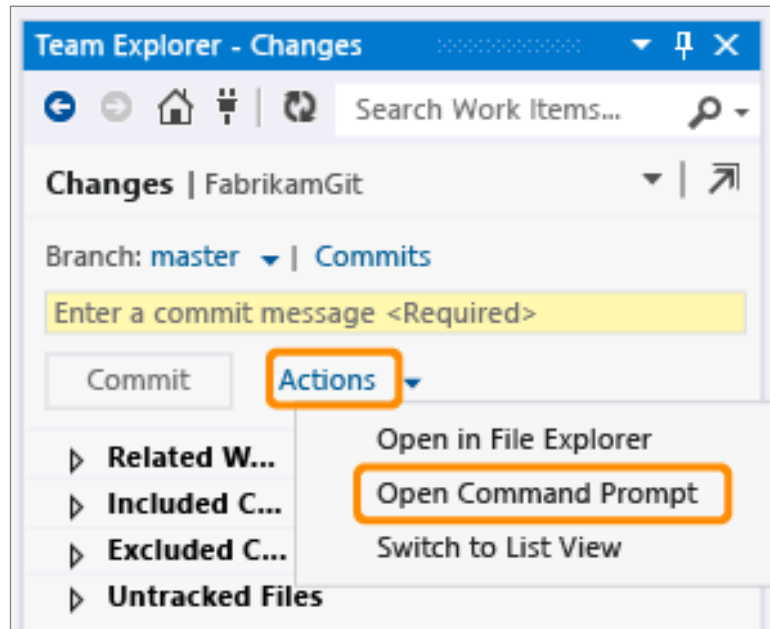 Team Explorer - Changes
Search Work Items...
Changes | FabrikamGit
Branch: master | Commits
Enter a commit message <Required>
Commit Actions
Open in File Explorer
Related W...
Open Command Prompt
Included C...
Switch to List View
Excluded C...
Untracked Files